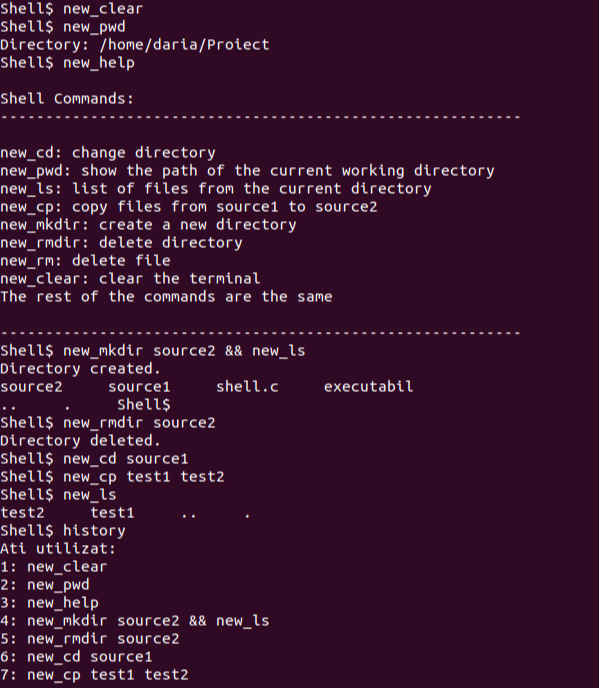 Shell$ new_clear
Shell$ new_pwd
Directory: /home/daria/Proiect
Shell$ new_help
Shell Commands:
----------------------------------------------------------
new_cd: change directory
new_pwd: show the path of the current working directory
new_ls: list of files from the current directory
new_cp: copy files from source1 to source2
new_mkdir: create a new directory
new_rmdir: delete directory
new_rm: delete file
new_clear: clear the terminal
The rest of the commands are the same
----------------------------------------------------------
Shell$ new_mkdir source2 && new_ls
Directory created.
source2     source1     shell.c     executabil
..     .     Shell$
Shell$ new_rmdir source2
Directory deleted.
Shell$ new_cd source1
Shell$ new_cp test1 test2
Shell$ new_ls
test2     test1     ..     .
Shell$ history
Ati utilizat:
1: new_clear
2: new_pwd
3: new_help
4: new_mkdir source2 && new_ls
5: new_rmdir source2
6: new_cd source1
7: new_cp test1 test2